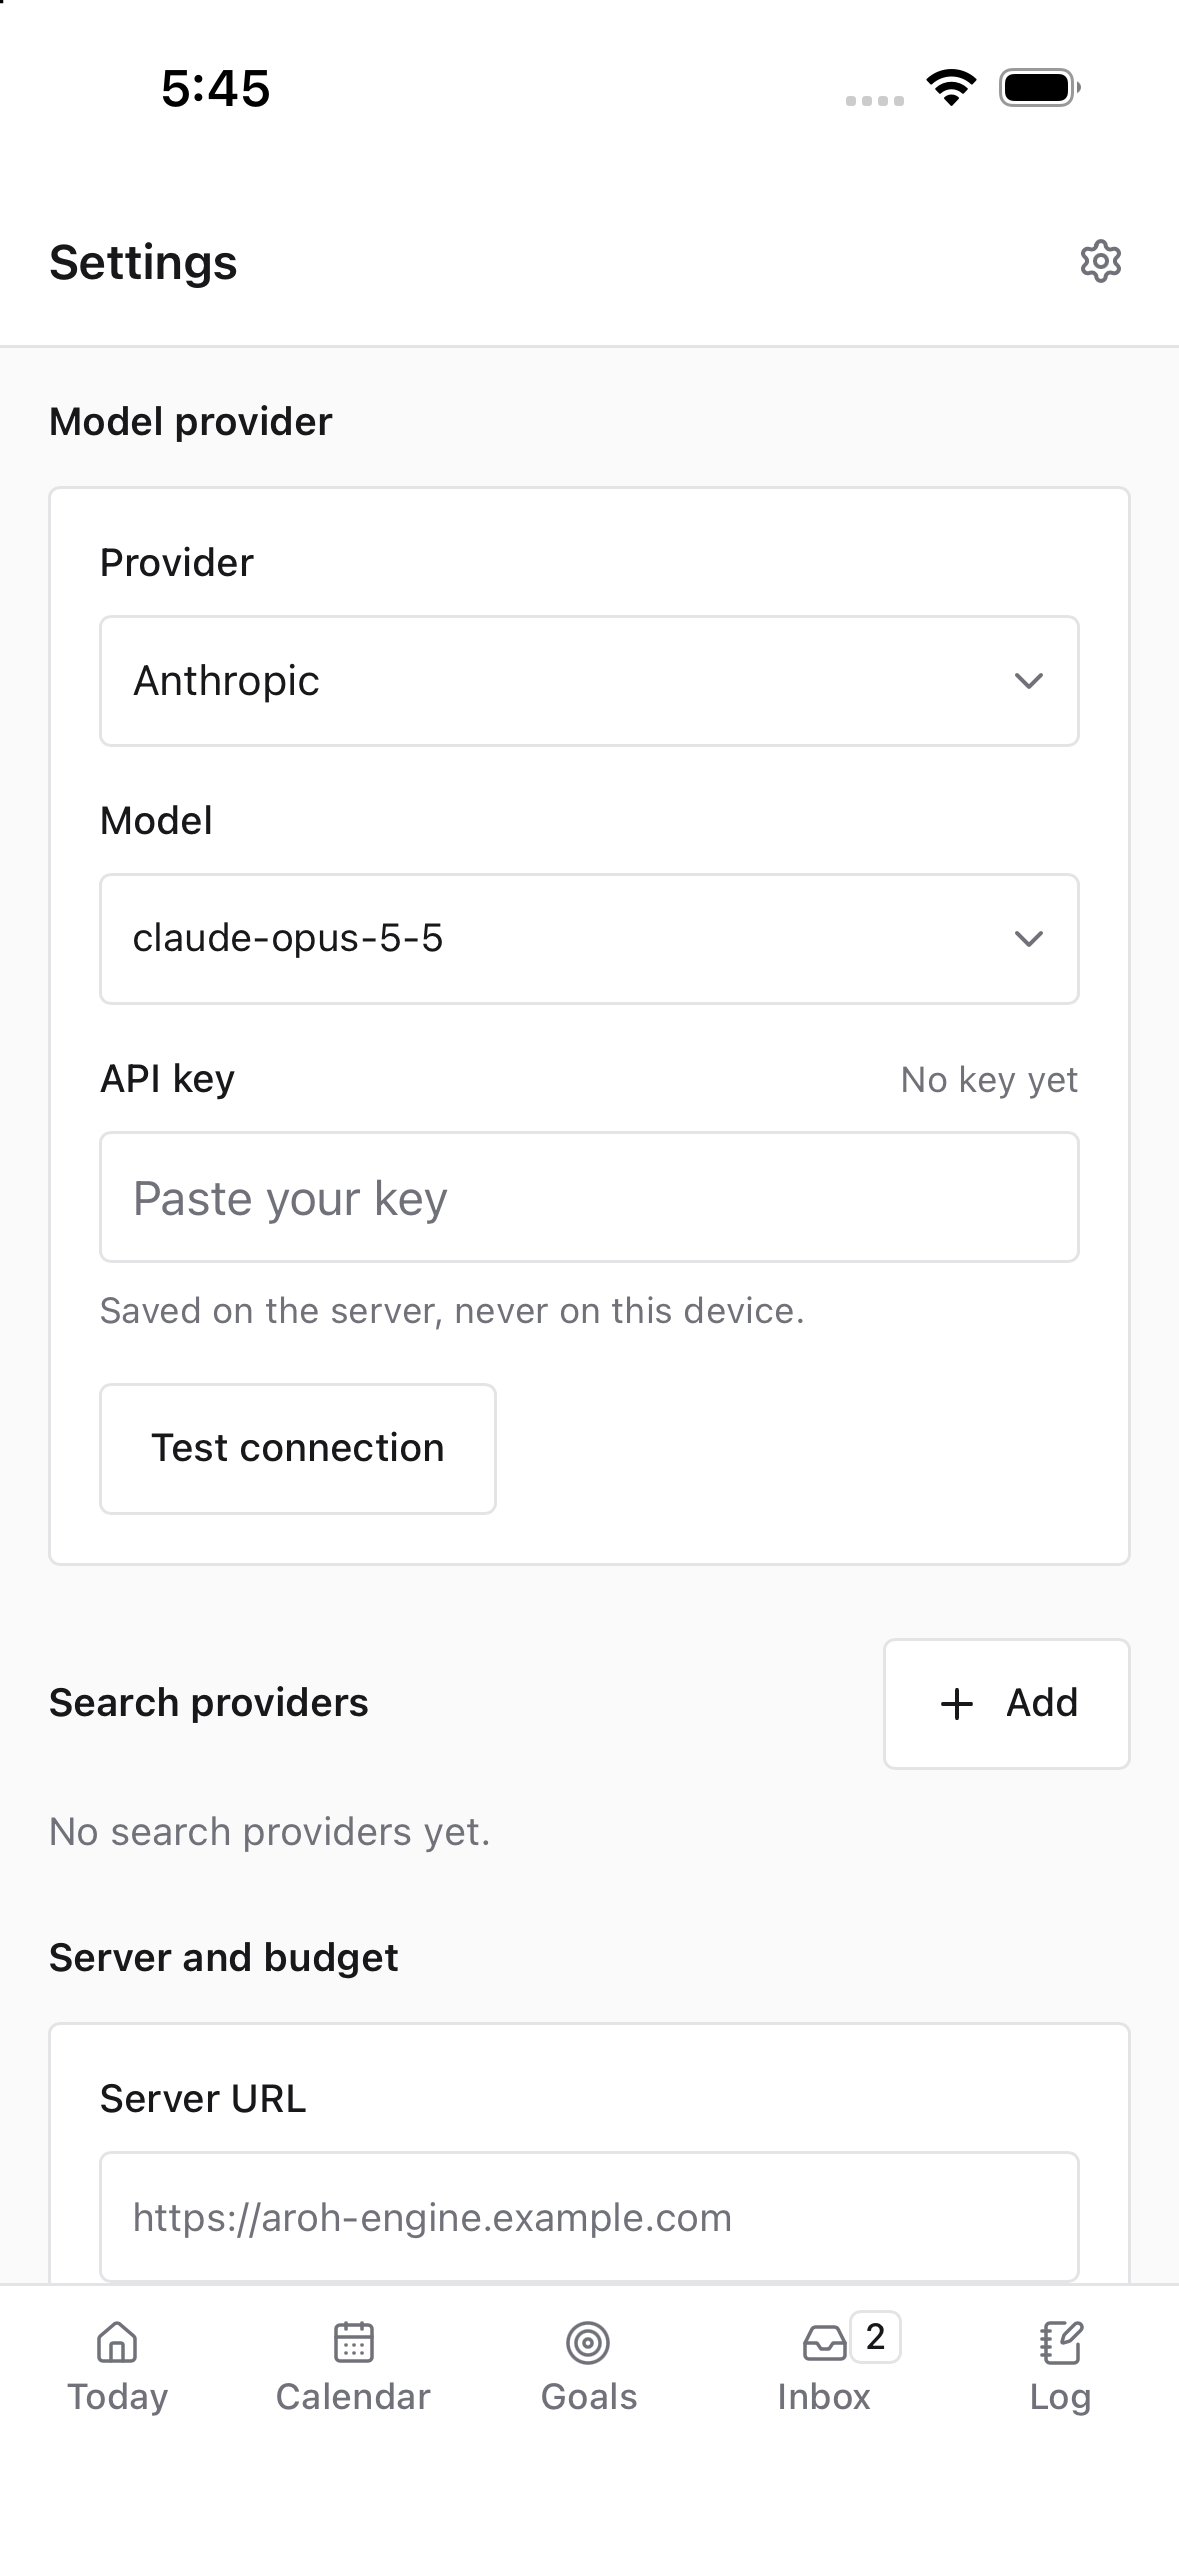 5:45
Settings
Model provider
Provider
Anthropic
Model
claude-opus-5-5
API key
No key yet
Paste your key
Saved on the server, never on this device.
Test connection
Search providers
Add
No search providers yet.
Server and budget
Server URL
https://aroh-engine.example.com
2
Today
Calendar
Goals
Inbox
Log